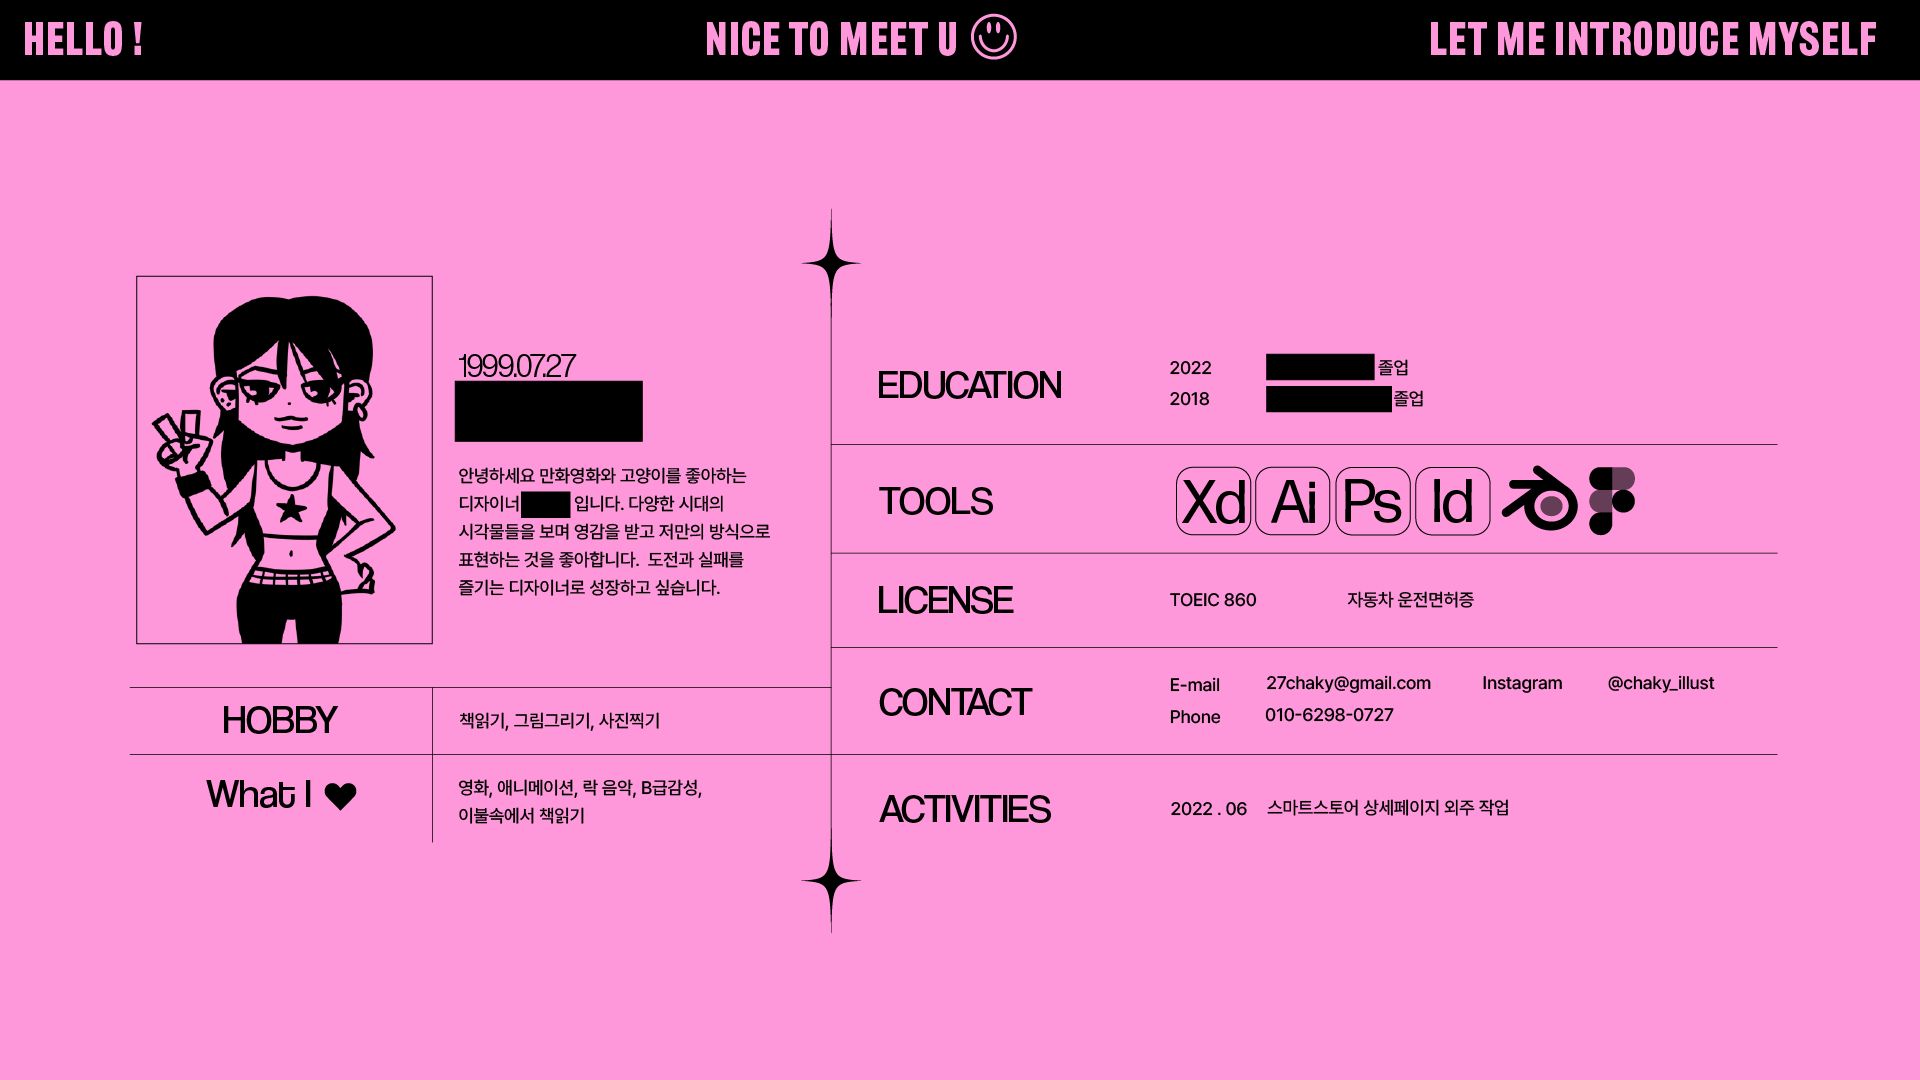 HELLO !
NICE TO MEET U
LET ME INTRODUCE MYSELF
1999.07.27
안녕하세요 만화영화와 고양이를 좋아하는
디자이너 입니다. 다양한 시대의
시각물들을 보며 영감을 받고 저만의 방식으로
표현하는 것을 좋아합니다. 도전과 실패를
즐기는 디자이너로 성장하고 싶습니다.
HOBBY
책읽기, 그림그리기, 사진찍기
What I
영화, 애니메이션, 락 음악, B급감성,
이불속에서 책읽기
EDUCATION
2022 졸업
2018 졸업
TOOLS
Xd Ai Ps Id
LICENSE
TOEIC 860 자동차 운전면허증
CONTACT
E-mail 27chaky@gmail.com Instagram @chaky_illust
Phone 010-6298-0727
ACTIVITIES
2022 . 06 스마트스토어 상세페이지 외주 작업